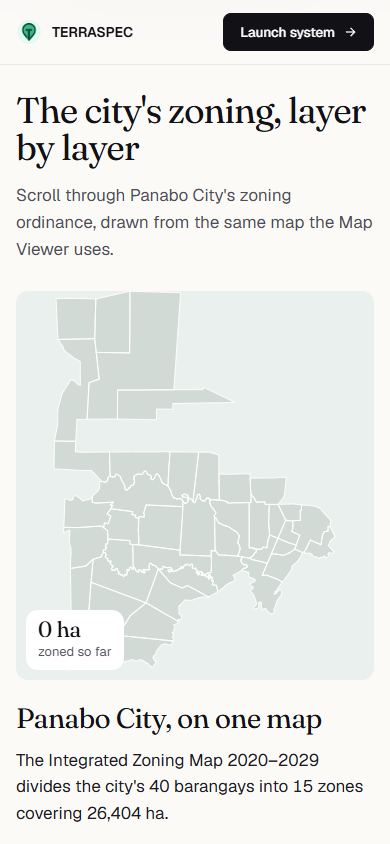 TERRASPEC
Launch system →
The city's zoning, layer
by layer
Scroll through Panabo City's zoning
ordinance, drawn from the same map the Map
Viewer uses.
0 ha
zoned so far
Panabo City, on one map
The Integrated Zoning Map 2020–2029
divides the city's 40 barangays into 15 zones
covering 26,404 ha.